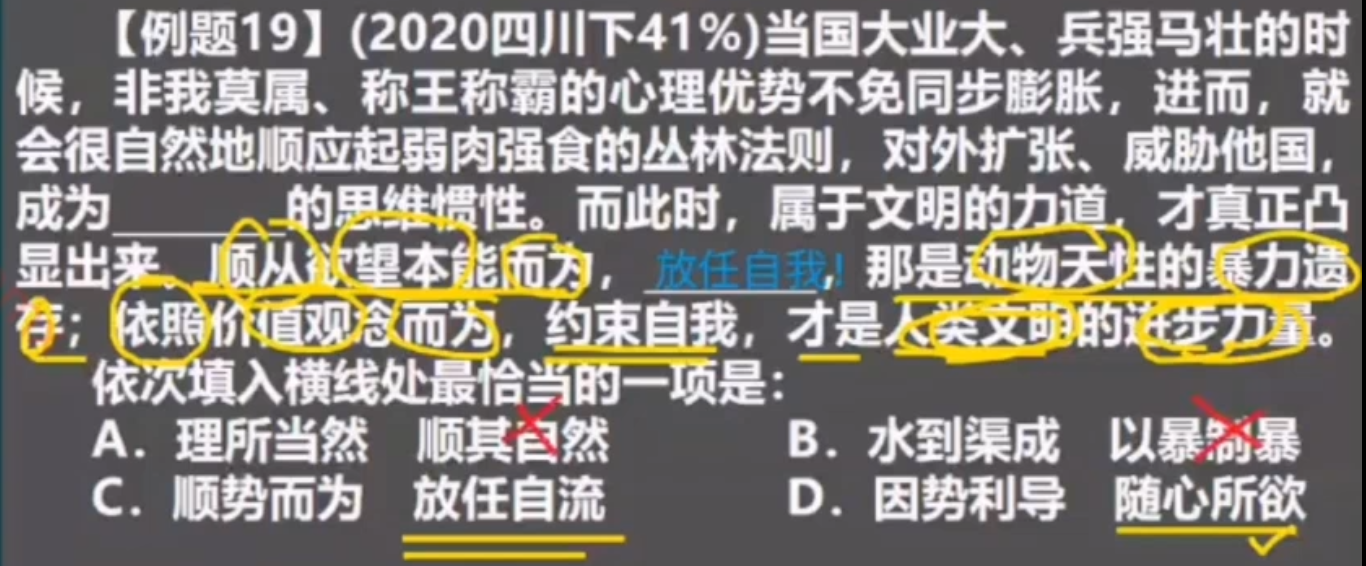 【例题19】(2020四川下41%)当国大业大、兵强马壮的时
候，非我莫属、称王称霸的心理优势不免同步膨胀，进而，就
会很自然地顺应起弱肉强食的丛林法则，对外扩张、威胁他国，
成为______的思维惯性。而此时，属于文明的力道，才真正凸
显出来。顺从欲望本能而为，放任自我!，那是动物天性的暴力遗
存；依照价值观念而为，约束自我，才是人类文明的进步力量。
依次填入横线处最恰当的一项是：
A．理所当然　顺其自然　B．水到渠成　以暴制暴
C．顺势而为　放任自流　D．因势利导　随心所欲